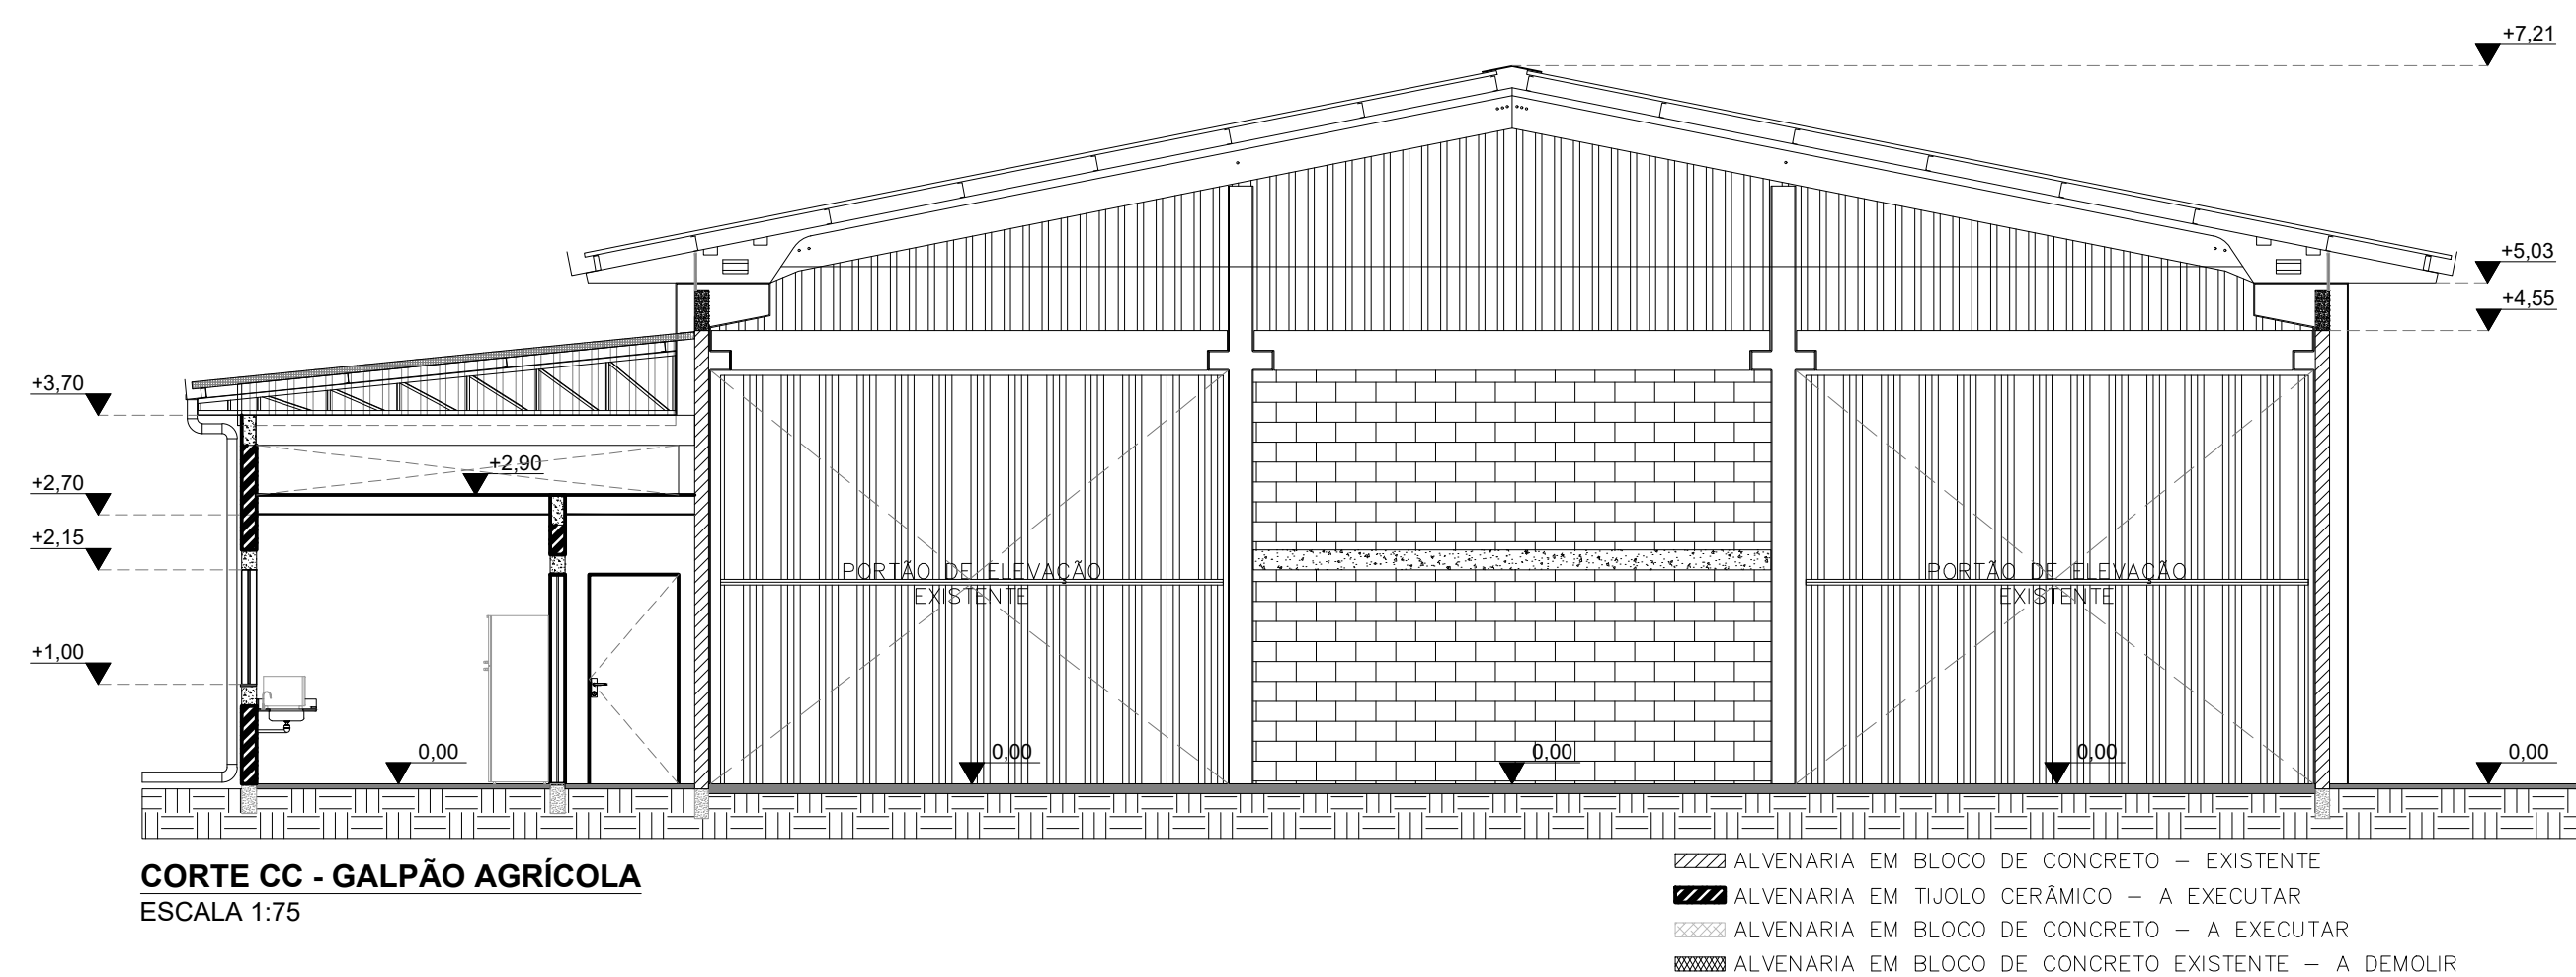 +7,21
+5,03
+4,55
+3,70
+2,90
+2,70
+2,15
PORTÃO DE ELEVAÇÃO
EXISTENTE
PORTÃO DE ELEVAÇÃO
EXISTENTE
+1,00
0,00
0,00
0,00
0,00
0,00
CORTE CC - GALPÃO AGRÍCOLA
ESCALA 1:75
ALVENARIA EM BLOCO DE CONCRETO – EXISTENTE
ALVENARIA EM TIJOLO CERÂMICO – A EXECUTAR
ALVENARIA EM BLOCO DE CONCRETO – A EXECUTAR
ALVENARIA EM BLOCO DE CONCRETO EXISTENTE – A DEMOLIR